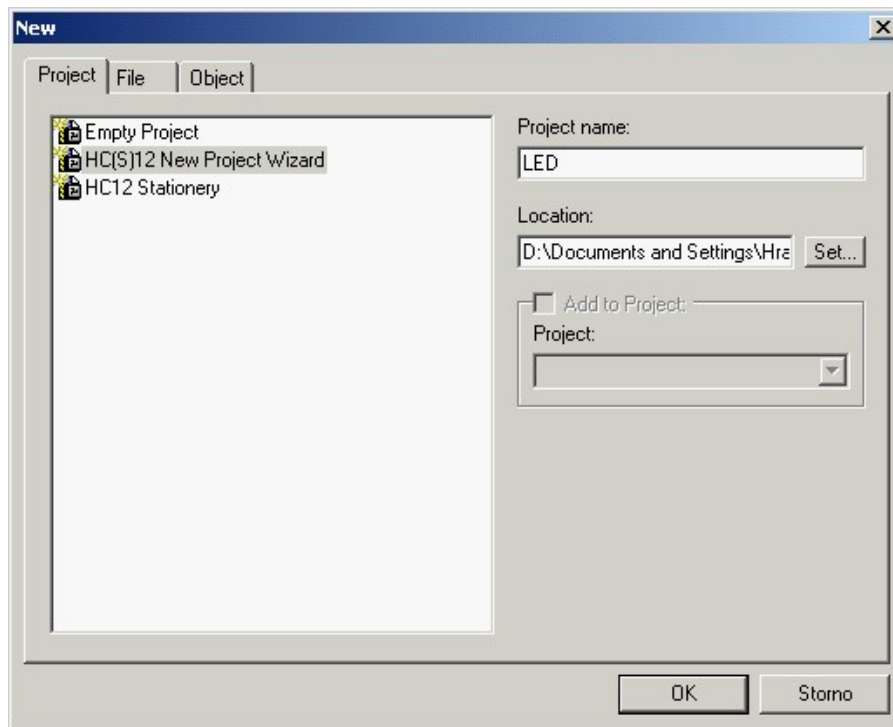 New
Project File Object
Empty Project
HC(S)12 New Project Wizard
HC12 Stationery
Project name:
LED
Location:
D:\Documents and Settings\Hra Set...
Add to Project:
Project:
OK Storno